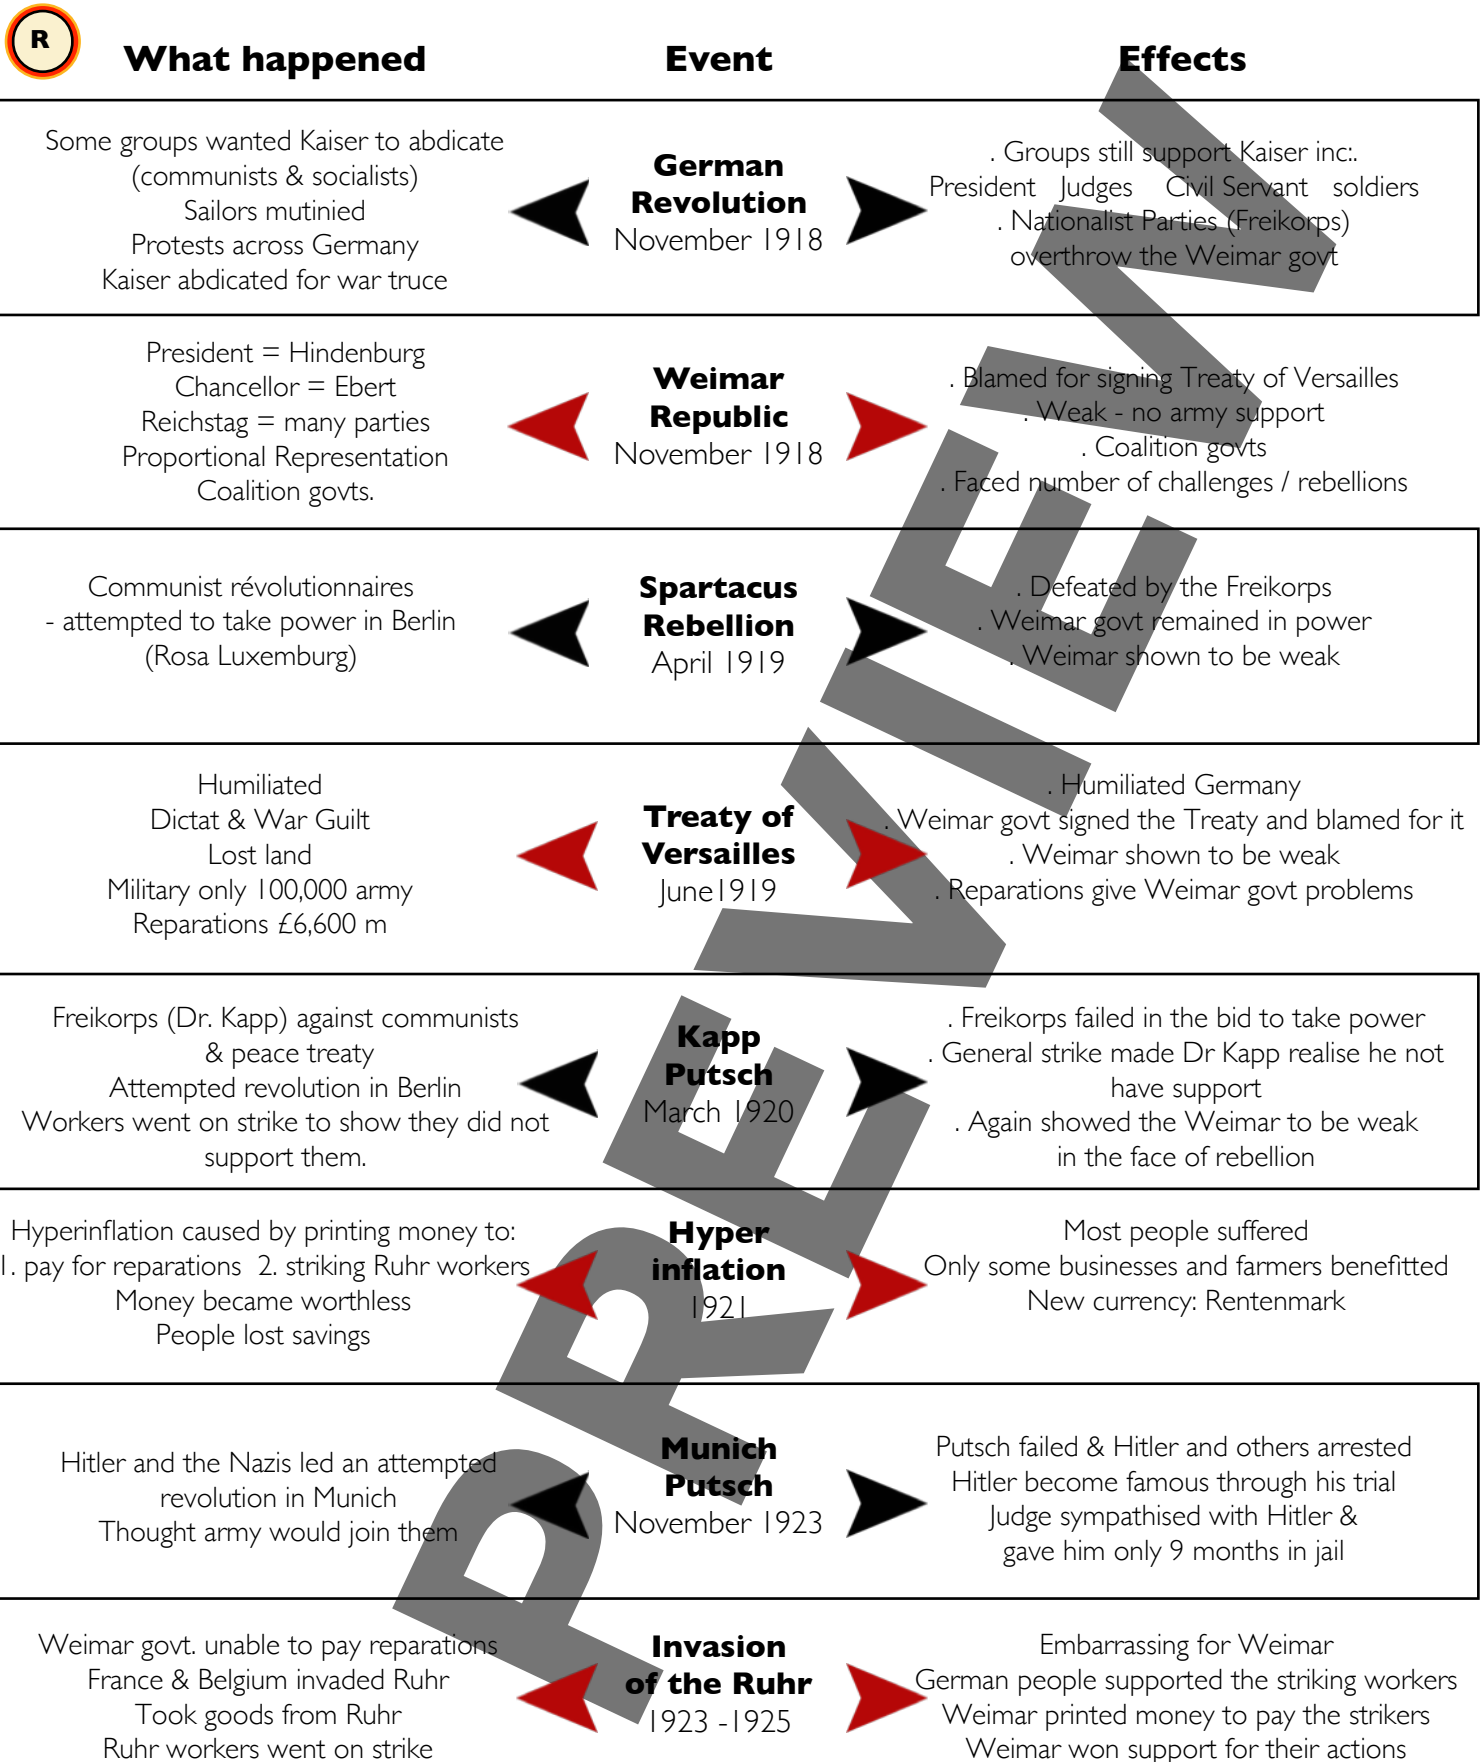 R
What happened Event Effects
Some groups wanted Kaiser to abdicate
(communists & socialists)
Sailors mutinied
Protests across Germany
Kaiser abdicated for war truce
German
Revolution
November 1918
. Groups still support Kaiser inc:.
President Judges Civil Servant soldiers
. Nationalist Parties (Freikorps)
overthrow the Weimar govt
President = Hindenburg
Chancellor = Ebert
Reichstag = many parties
Proportional Representation
Coalition govts.
Weimar
Republic
November 1918
. Blamed for signing Treaty of Versailles
. Weak - no army support
. Coalition govts
. Faced number of challenges / rebellions
Communist révolutionnaires
- attempted to take power in Berlin
(Rosa Luxemburg)
Spartacus
Rebellion
April 1919
. Defeated by the Freikorps
. Weimar govt remained in power
. Weimar shown to be weak
Humiliated
Dictat & War Guilt
Lost land
Military only 100,000 army
Reparations £6,600 m
Treaty of
Versailles
June1919
. Humiliated Germany
. Weimar govt signed the Treaty and blamed for it
. Weimar shown to be weak
. Reparations give Weimar govt problems
Freikorps (Dr. Kapp) against communists
& peace treaty
Attempted revolution in Berlin
Workers went on strike to show they did not
support them.
Kapp
Putsch
March 1920
. Freikorps failed in the bid to take power
. General strike made Dr Kapp realise he not
have support
. Again showed the Weimar to be weak
in the face of rebellion
Hyperinflation caused by printing money to:
1. pay for reparations 2. striking Ruhr workers
Money became worthless
People lost savings
Hyper
inflation
1921
Most people suffered
Only some businesses and farmers benefitted
New currency: Rentenmark
Hitler and the Nazis led an attempted
revolution in Munich
Thought army would join them
Munich
Putsch
November 1923
Putsch failed & Hitler and others arrested
Hitler become famous through his trial
Judge sympathised with Hitler &
gave him only 9 months in jail
Weimar govt. unable to pay reparations
France & Belgium invaded Ruhr
Took goods from Ruhr
Ruhr workers went on strike
Invasion
of the Ruhr
1923 -1925
Embarrassing for Weimar
German people supported the striking workers
Weimar printed money to pay the strikers
Weimar won support for their actions
PREVIEW